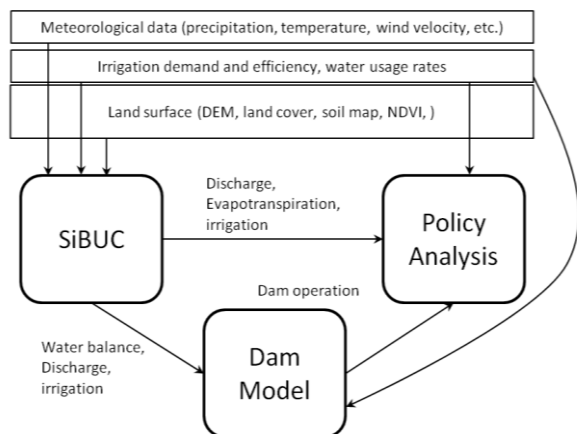 Meteorological data (precipitation, temperature, wind velocity, etc.)
Irrigation demand and efficiency, water usage rates
Land surface (DEM, land cover, soil map, NDVI, )
SiBUC
Discharge,
Evapotranspiration,
irrigation
Policy
Analysis
Dam operation
Water balance,
Discharge,
irrigation
Dam
Model